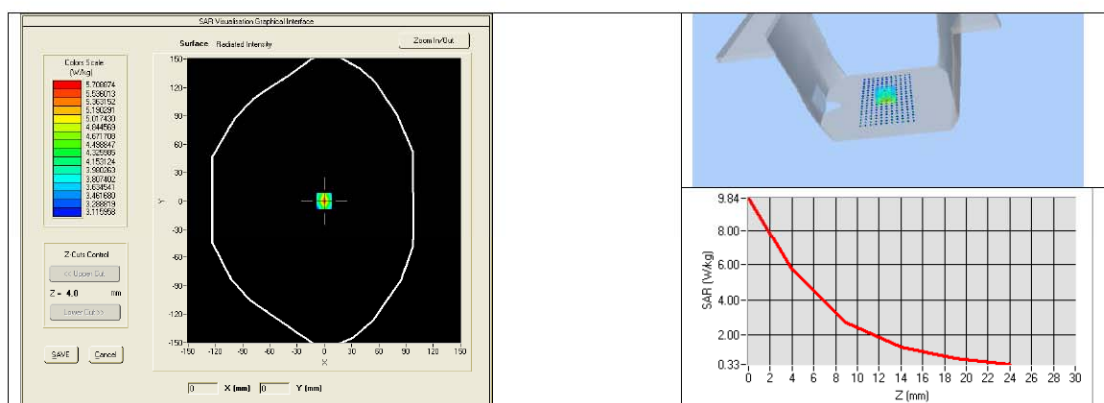 SAR Visualisation Graphical Interface
Surface Radiated Intensity
Zoom In/Out
Colors Scale
(W/kg)
5.708874
5.536013
5.363152
5.190291
5.017430
4.844569
4.671708
4.498847
4.325985
4.153124
3.980263
3.807402
3.634541
3.461680
3.288819
3.115958
150
120
90
60
30
0
-30
-60
-90
-120
-150
Y
-150 -120 -90 -60 -30 0 30 60 90 120 150
X
Z-Cuts Control
<< Upper Cut
Z = 4.0 mm
Lower Cut >>
SAVE Cancel
0 X (mm) 0 Y (mm)
9.84
8.00
6.00
4.00
2.00
0.33
SAR (W/kg)
0 2 4 6 8 10 12 14 16 18 20 22 24 26 28 30
Z (mm)